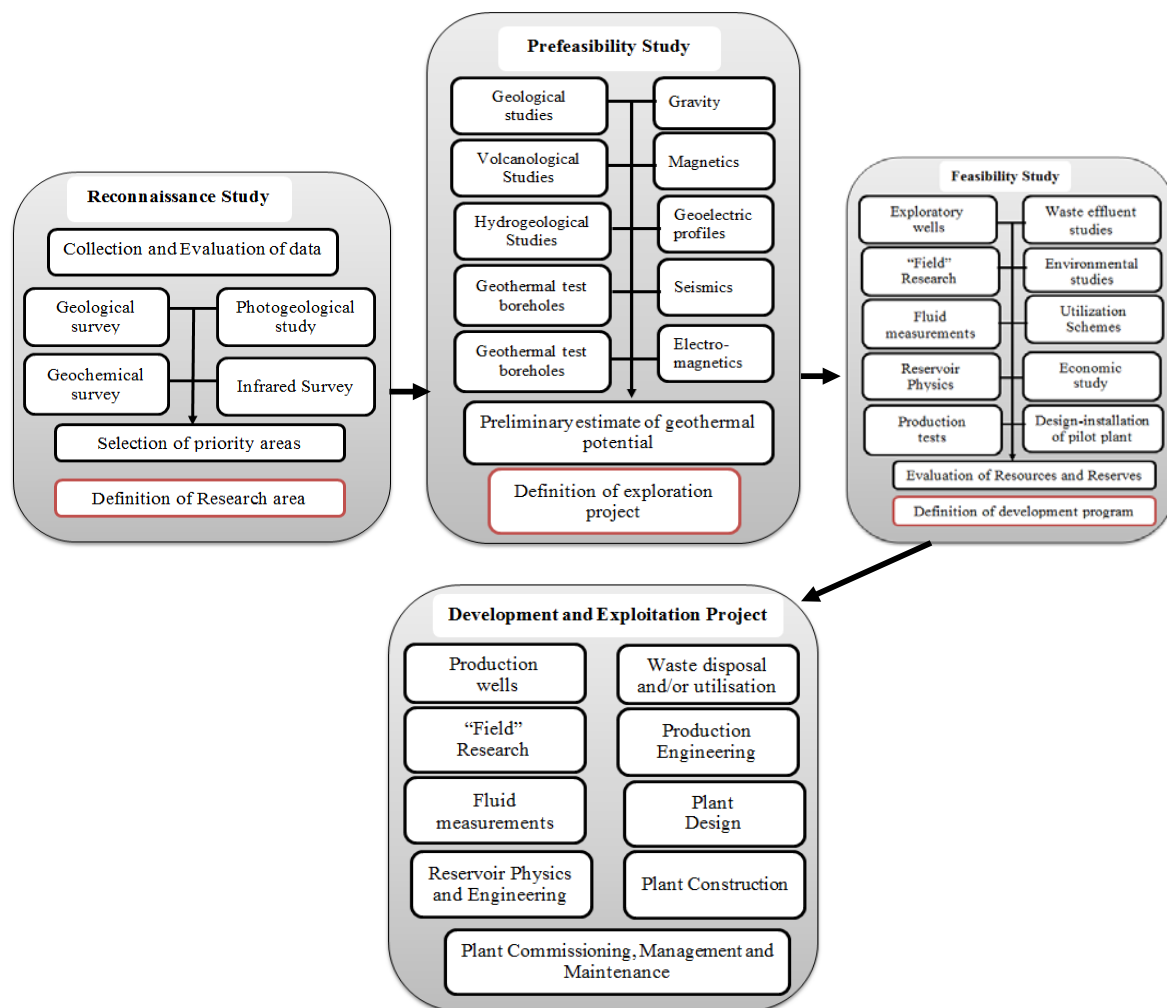 Reconnaissance Study
Collection and Evaluation of data
Geological
survey
Photogeological
study
Geochemical
survey
Infrared Survey
Selection of priority areas
Definition of Research area
Prefeasibility Study
Geological
studies
Gravity
Volcanological
Studies
Magnetics
Hydrogeological
Studies
Geoelectric
profiles
Geothermal test
boreholes
Seismics
Geothermal test
boreholes
Electro-
magnetics
Preliminary estimate of geothermal
potential
Definition of exploration
project
Feasibility Study
Exploratory
wells
Waste effluent
studies
“Field”
Research
Environmental
studies
Fluid
measurements
Utilization
Schemes
Reservoir
Physics
Economic
study
Production
tests
Design-installation
of pilot plant
Evaluation of Resources and Reserves
Definition of development program
Development and Exploitation Project
Production
wells
Waste disposal
and/or utilisation
“Field”
Research
Production
Engineering
Fluid
measurements
Plant
Design
Reservoir Physics
and Engineering
Plant Construction
Plant Commissioning, Management and
Maintenance